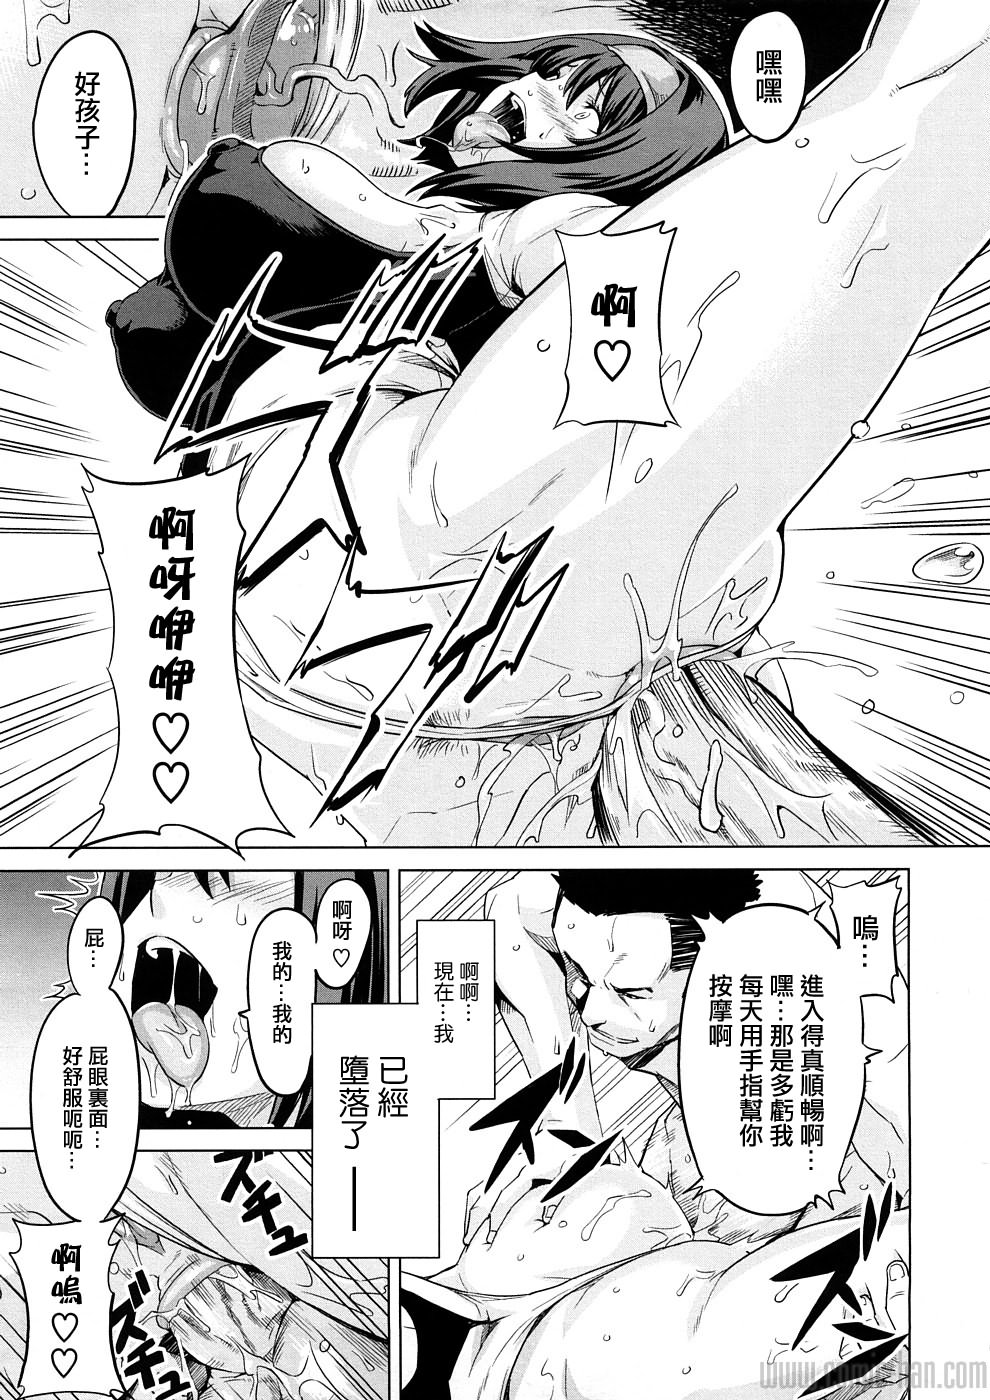 嘿嘿
好孩子…
啊♡
啊呀咿咿♡♡
嗚…
進入得真順暢啊…
嘿…那是多虧我
每天用手指幫你
按摩啊
啊啊…
現在…我
已經
墮落了——
啊呀♡
我的…我的
屁…
屁眼裏面…
好舒服呃呃…
ズチュ
ズチュ
啊嗚♡♡